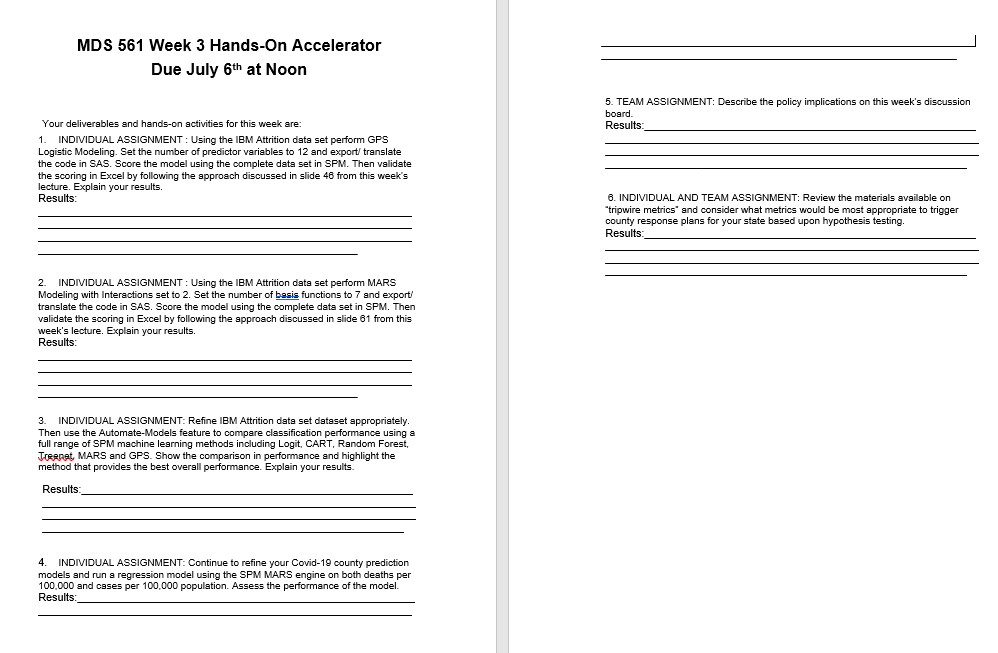 MDS 561 Week 3 Hands-On Accelerator
Due July 6th at Noon
Your deliverables and hands-on activities for this week are:
1. INDIVIDUAL ASSIGNMENT : Using the IBM Attrition data set perform GPS
Logistic Modeling. Set the number of predictor variables to 12 and export/ translate
the code in SAS. Score the model using the complete data set in SPM. Then validate
the scoring in Excel by following the approach discussed in slide 46 from this week's
lecture. Explain your results.
Results:
2. INDIVIDUAL ASSIGNMENT : Using the IBM Attrition data set perform MARS
Modeling with Interactions set to 2. Set the number of basis functions to 7 and export/
translate the code in SAS. Score the model using the complete data set in SPM. Then
validate the scoring in Excel by following the approach discussed in slide 61 from this
week's lecture. Explain your results.
Results:
3. INDIVIDUAL ASSIGNMENT: Refine IBM Attrition data set dataset appropriately.
Then use the Automate-Models feature to compare classification performance using a
full range of SPM machine learning methods including Logit, CART, Random Forest,
Treenet, MARS and GPS. Show the comparison in performance and highlight the
method that provides the best overall performance. Explain your results.
Results:
4. INDIVIDUAL ASSIGNMENT: Continue to refine your Covid-19 county prediction
models and run a regression model using the SPM MARS engine on both deaths per
100,000 and cases per 100,000 population. Assess the performance of the model.
Results:
5. TEAM ASSIGNMENT: Describe the policy implications on this week's discussion
board.
Results:
6. INDIVIDUAL AND TEAM ASSIGNMENT: Review the materials available on
"tripwire metrics" and consider what metrics would be most appropriate to trigger
county response plans for your state based upon hypothesis testing.
Results: